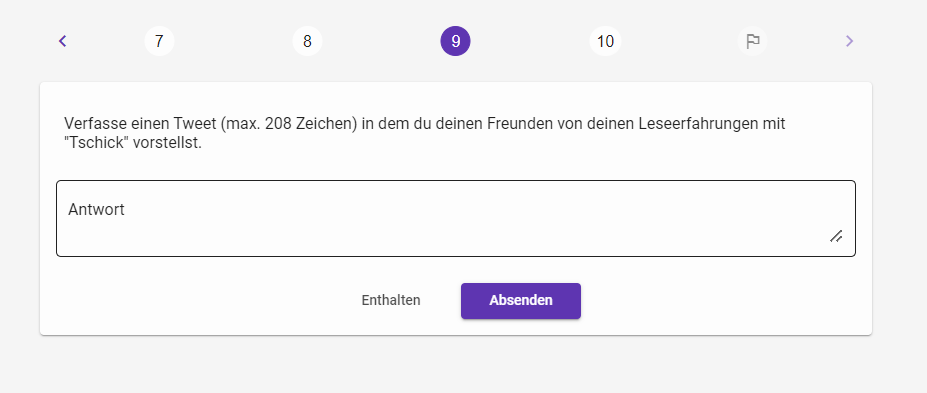 7 8 9 10
Verfasse einen Tweet (max. 208 Zeichen) in dem du deinen Freunden von deinen Leseerfahrungen mit
"Tschick" vorstellst.
Antwort
Enthalten Absenden